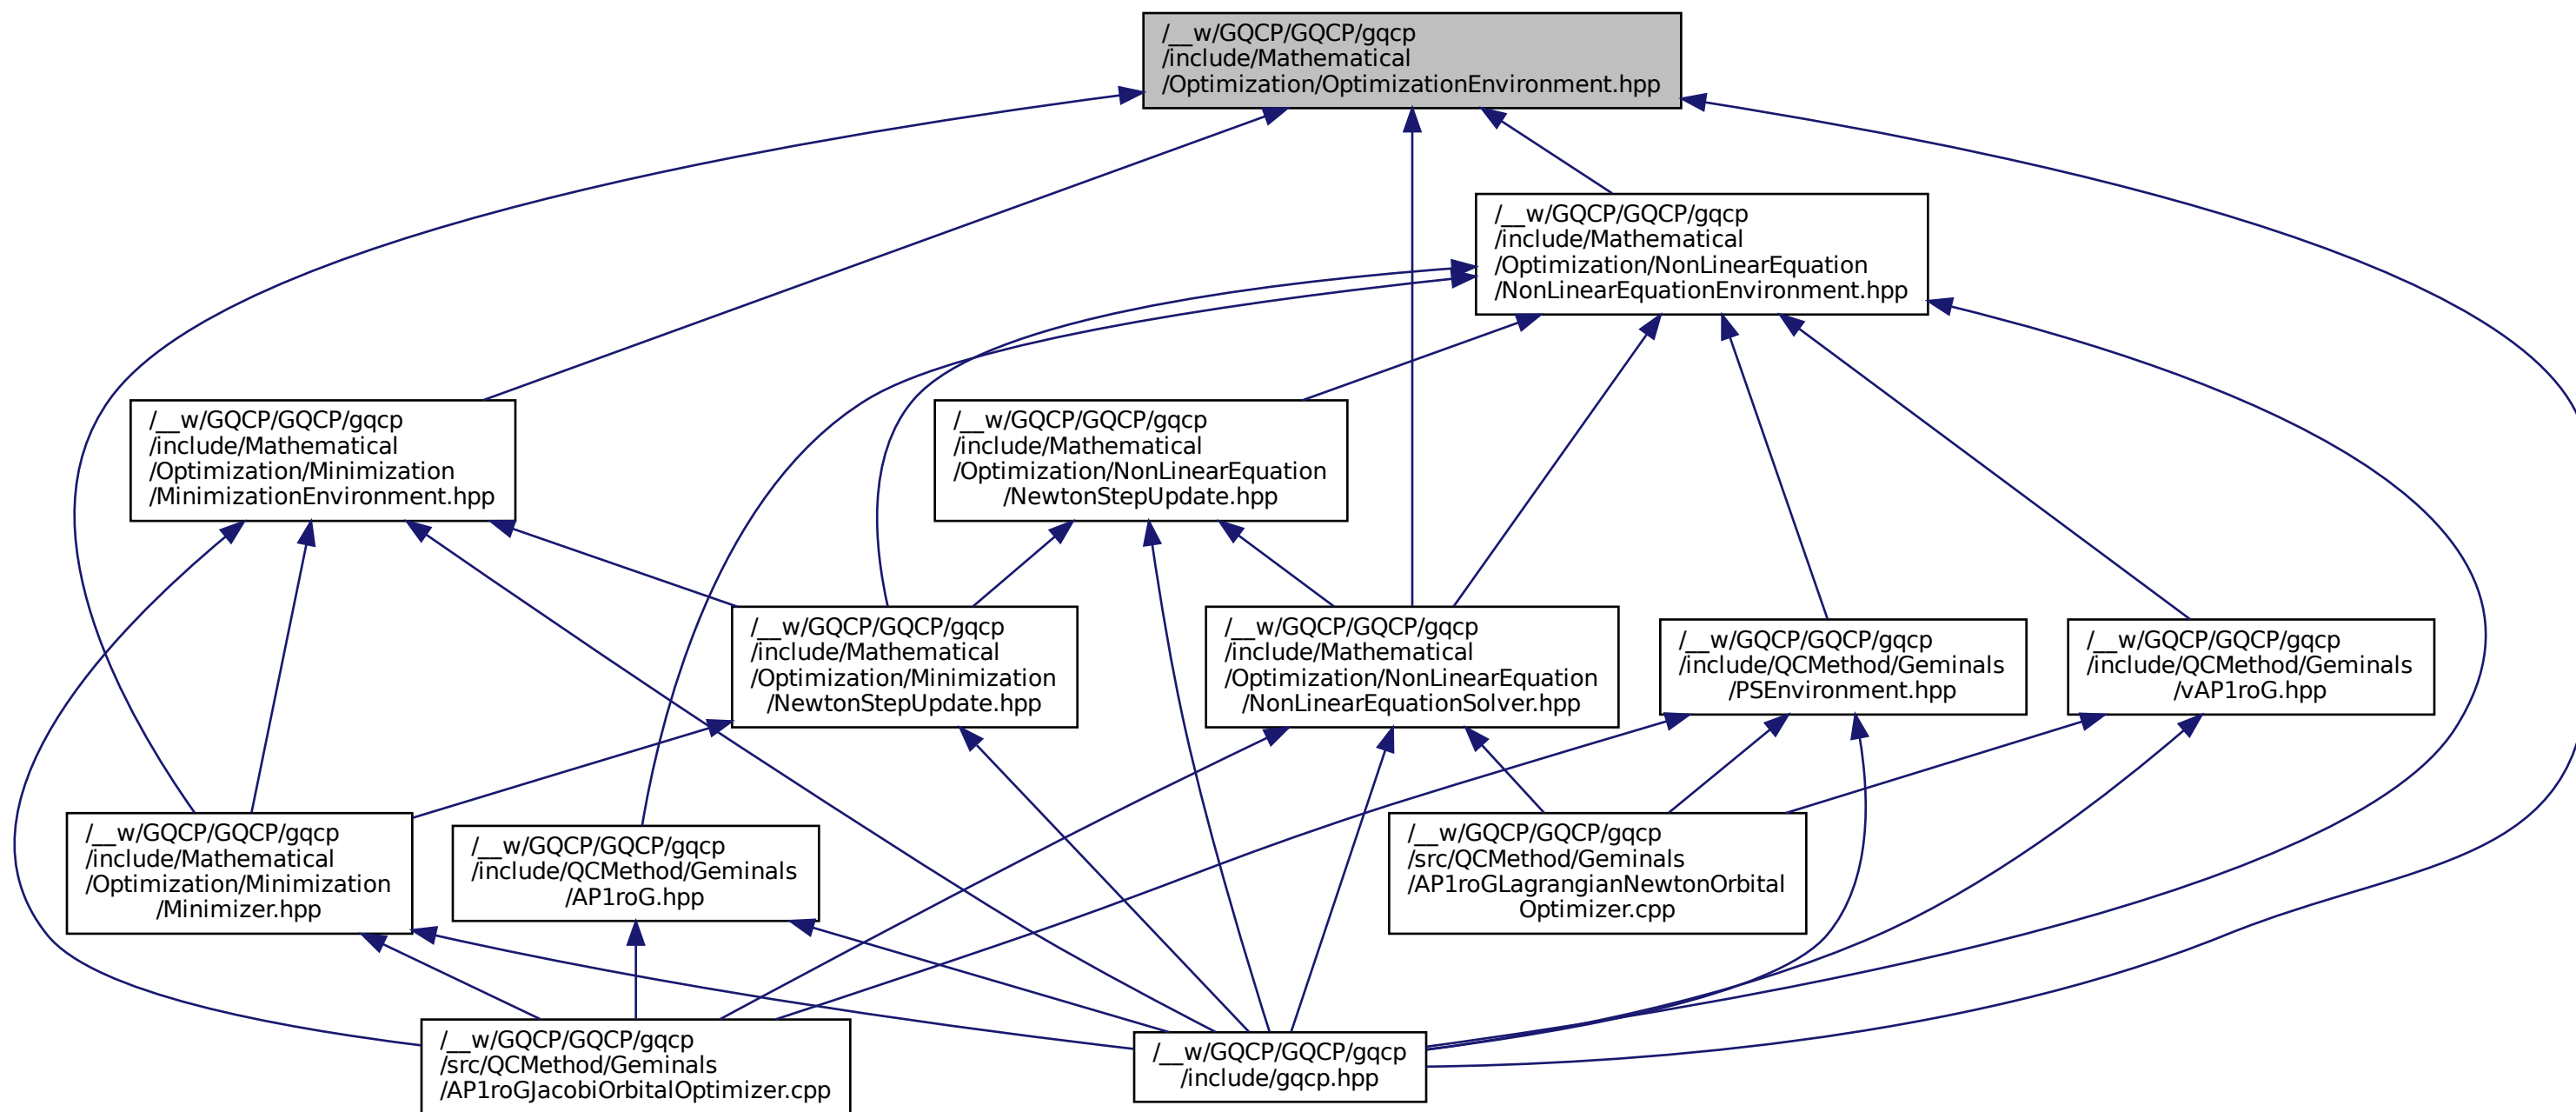 /__w/GQCP/GQCP/gqcp
/include/Mathematical
/Optimization/OptimizationEnvironment.hpp
/__w/GQCP/GQCP/gqcp
/include/Mathematical
/Optimization/NonLinearEquation
/NonLinearEquationEnvironment.hpp
/__w/GQCP/GQCP/gqcp
/include/Mathematical
/Optimization/Minimization
/MinimizationEnvironment.hpp
/__w/GQCP/GQCP/gqcp
/include/Mathematical
/Optimization/NonLinearEquation
/NewtonStepUpdate.hpp
/__w/GQCP/GQCP/gqcp
/include/Mathematical
/Optimization/Minimization
/NewtonStepUpdate.hpp
/__w/GQCP/GQCP/gqcp
/include/Mathematical
/Optimization/NonLinearEquation
/NonLinearEquationSolver.hpp
/__w/GQCP/GQCP/gqcp
/include/QCMethod/Geminals
/PSEnvironment.hpp
/__w/GQCP/GQCP/gqcp
/include/QCMethod/Geminals
/vAP1roG.hpp
/__w/GQCP/GQCP/gqcp
/include/Mathematical
/Optimization/Minimization
/Minimizer.hpp
/__w/GQCP/GQCP/gqcp
/include/QCMethod/Geminals
/AP1roG.hpp
/__w/GQCP/GQCP/gqcp
/src/QCMethod/Geminals
/AP1roGLagrangianNewtonOrbital
Optimizer.cpp
/__w/GQCP/GQCP/gqcp
/src/QCMethod/Geminals
/AP1roGJacobiOrbitalOptimizer.cpp
/__w/GQCP/GQCP/gqcp
/include/gqcp.hpp